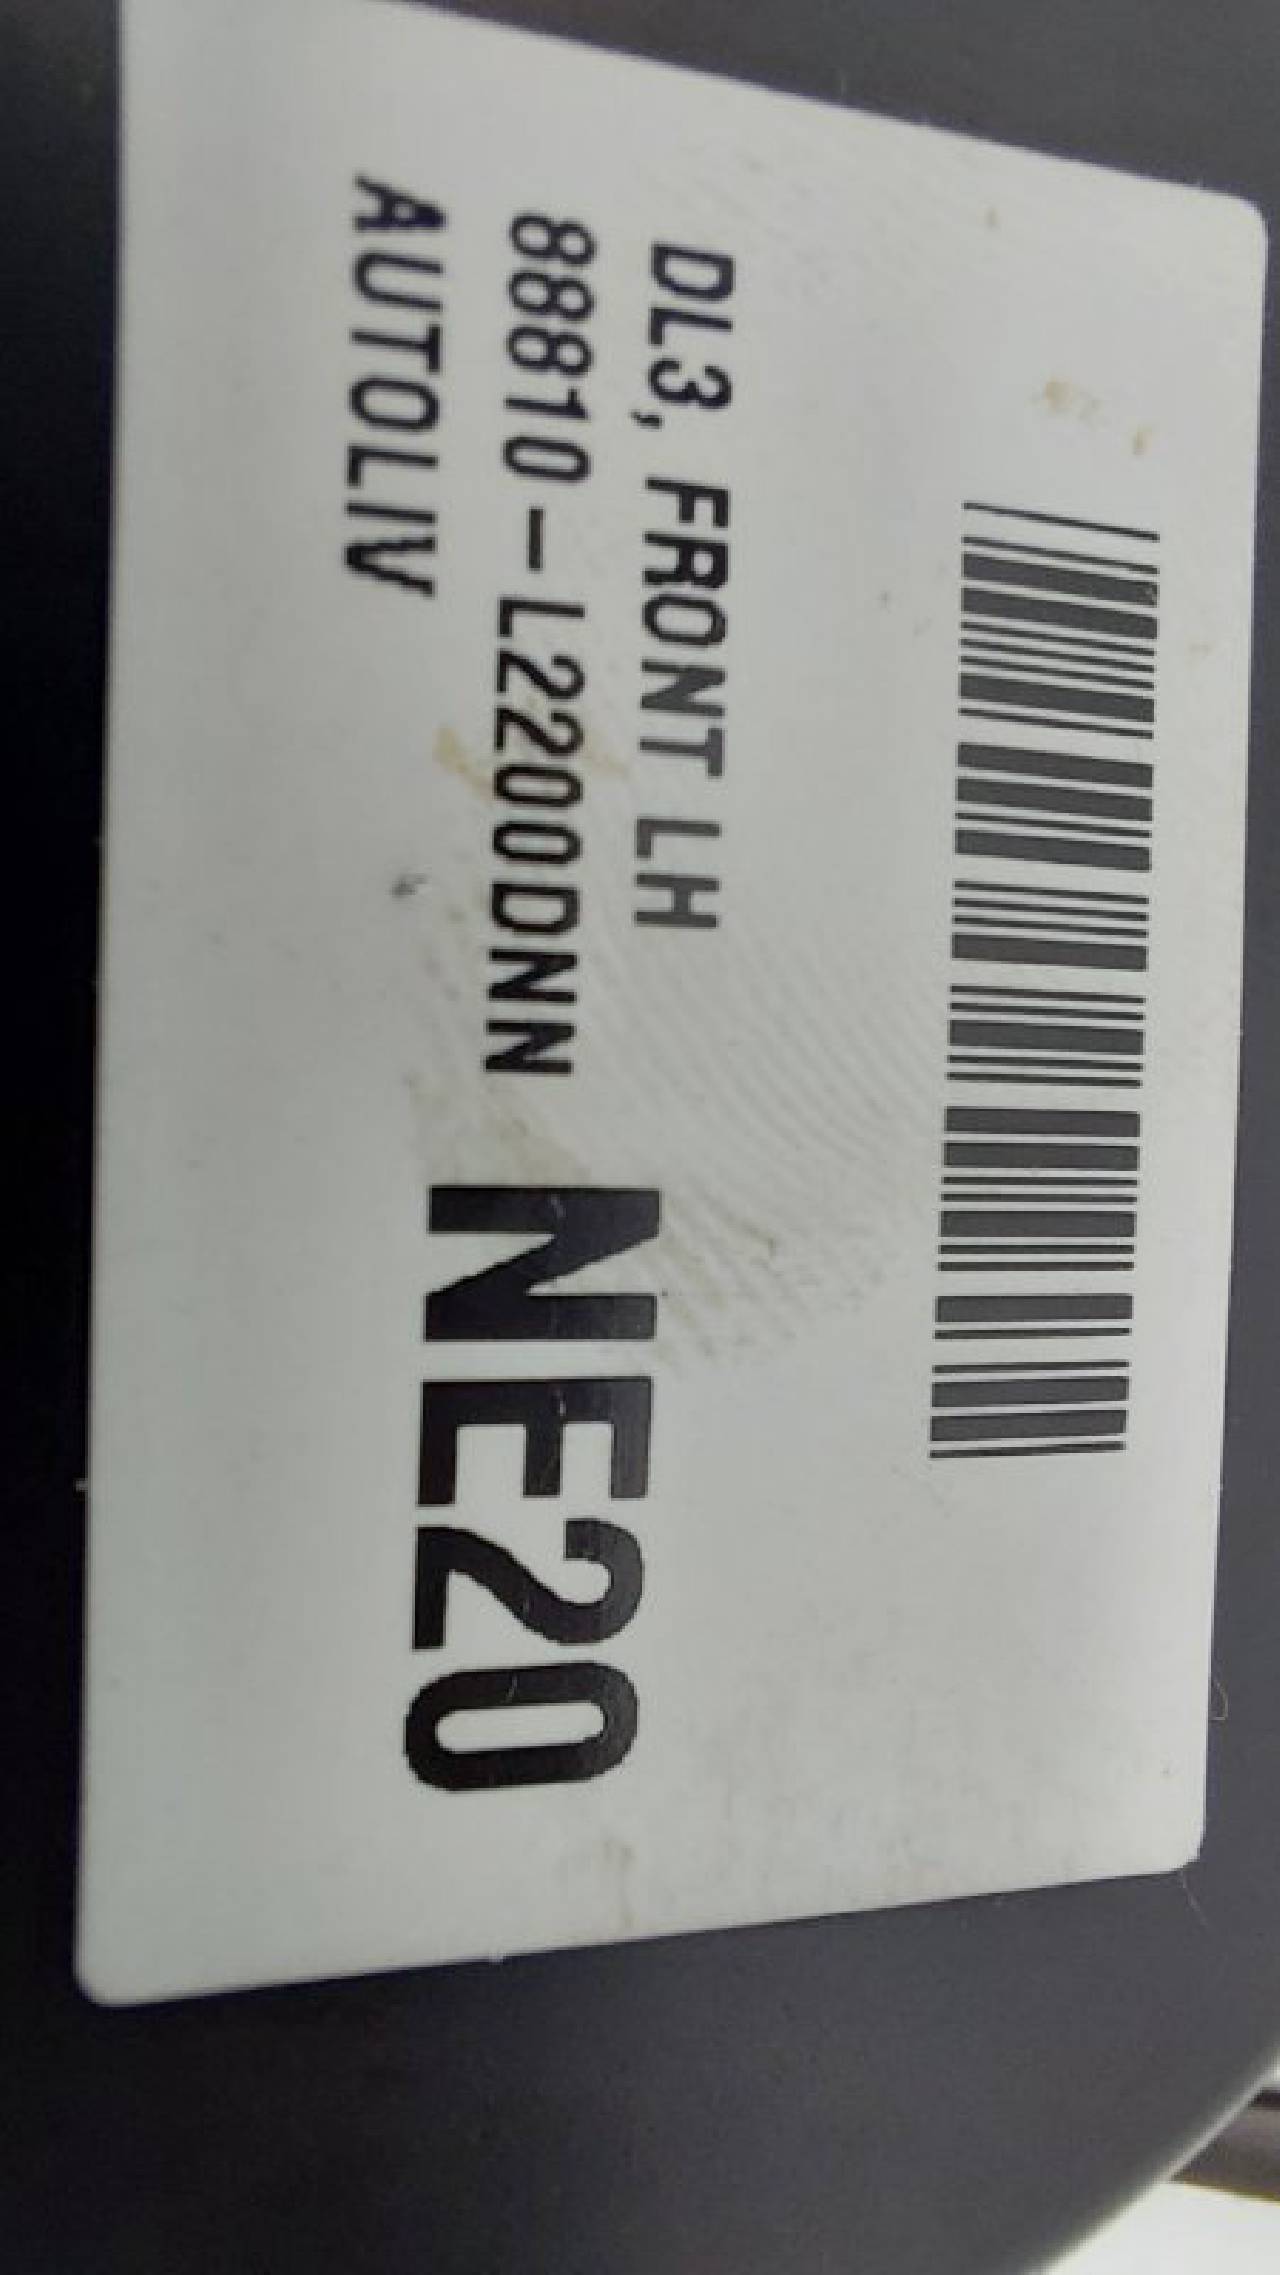 DL3, FRONT LH
88810-L2200DNN
AUTOLIV
NE20